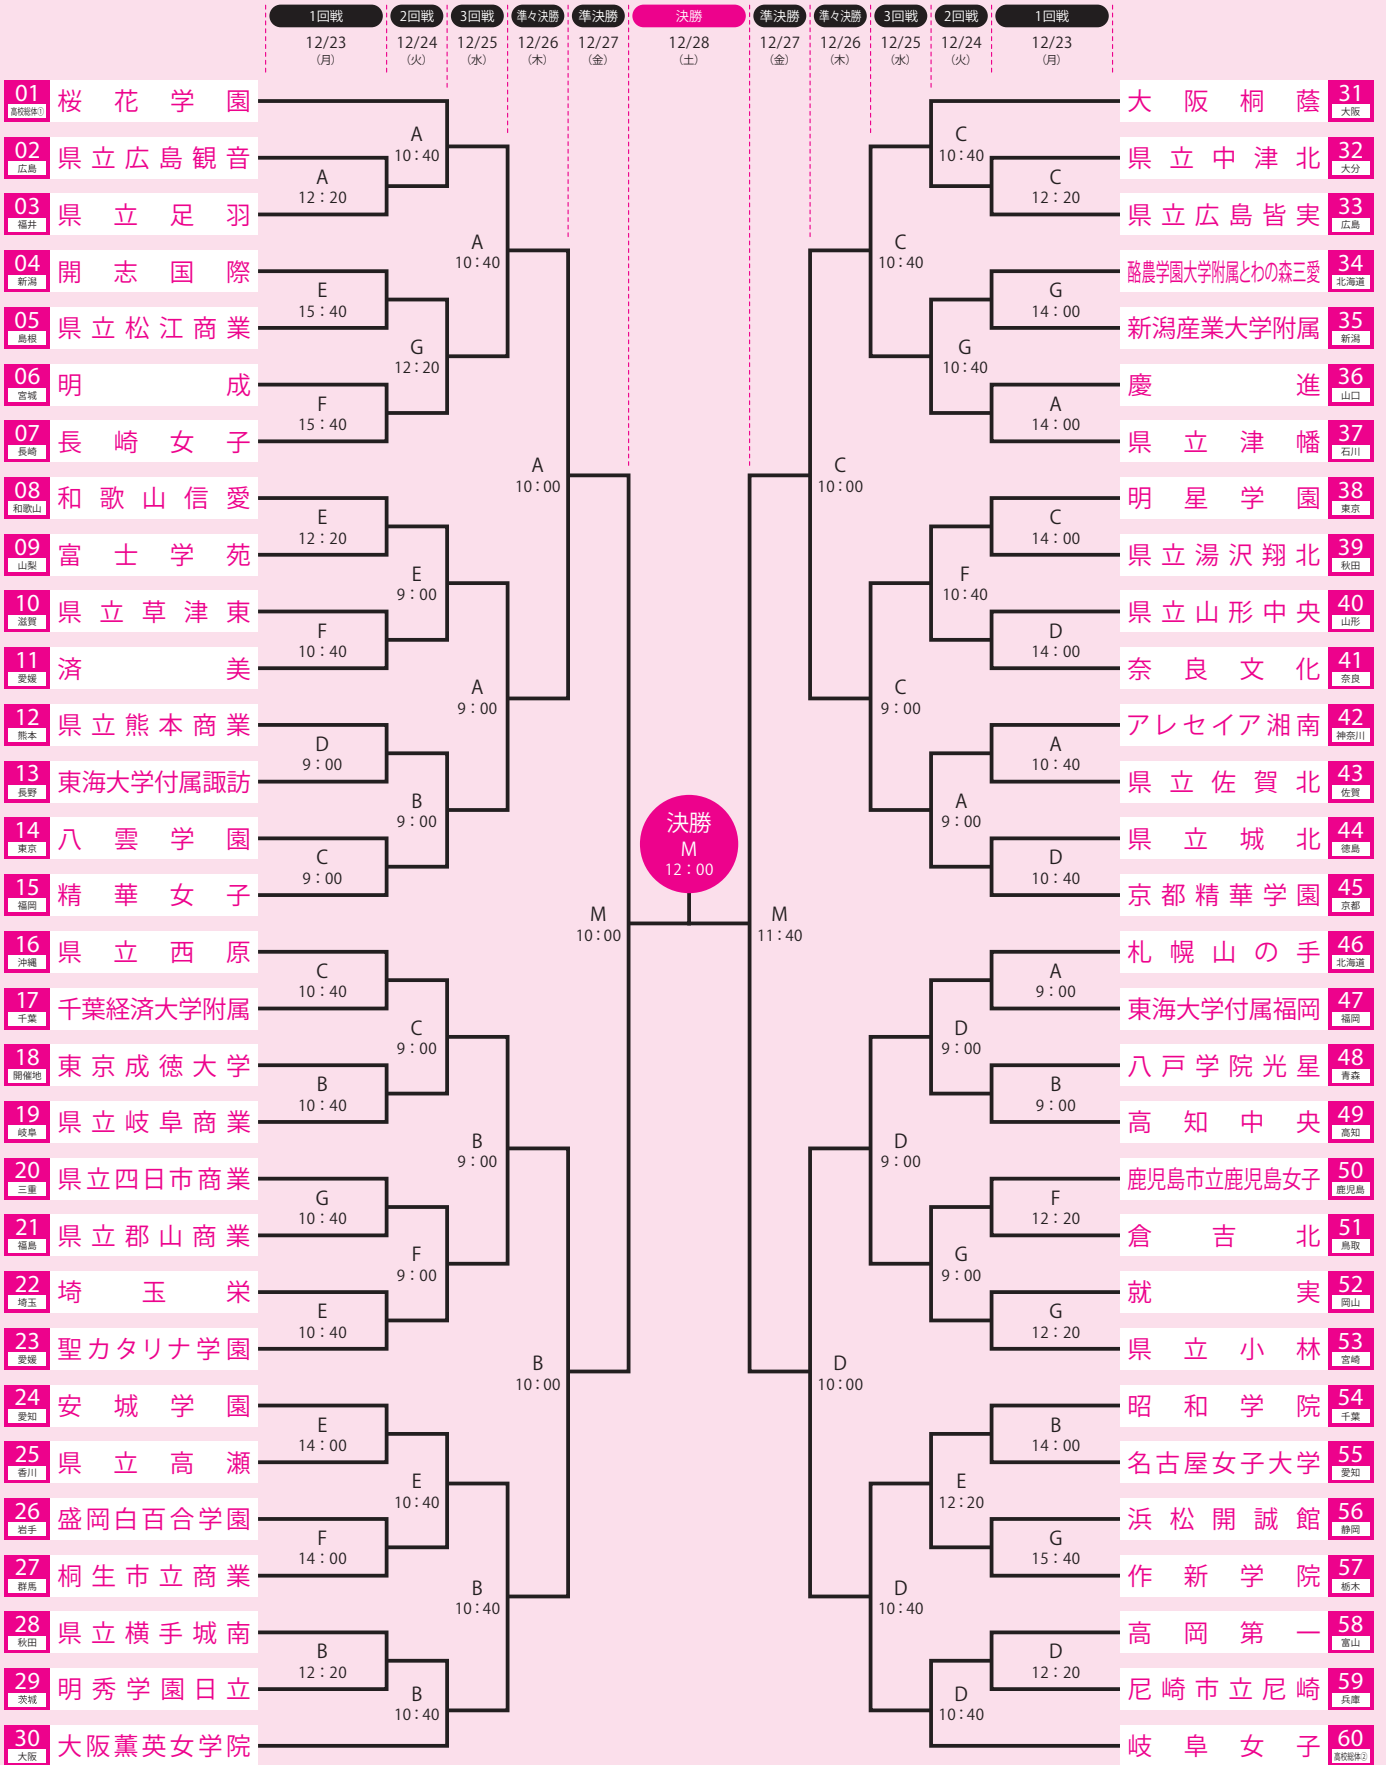 1回戦 2回戦 3回戦 準々決勝 準決勝 決勝 準決勝 準々決勝 3回戦 2回戦 1回戦
12/23 12/24 12/25 12/26 12/27 12/28 12/27 12/26 12/25 12/24 12/23
(月) (火) (水) (木) (金) (土) (金) (木) (水) (火) (月)
01 高校総体① 桜花学園
02 広島 県立広島観音
03 福井 県立足羽
04 新潟 開志国際
05 島根 県立松江商業
06 宮城 明成
07 長崎 長崎女子
08 和歌山 和歌山信愛
09 山梨 富士学苑
10 滋賀 県立草津東
11 愛媛 済美
12 熊本 県立熊本商業
13 長野 東海大学付属諏訪
14 東京 八雲学園
15 福岡 精華女子
16 沖縄 県立西原
17 千葉 千葉経済大学附属
18 開催地 東京成徳大学
19 岐阜 県立岐阜商業
20 三重 県立四日市商業
21 福島 県立郡山商業
22 埼玉 埼玉栄
23 愛媛 聖カタリナ学園
24 愛知 安城学園
25 香川 県立高瀬
26 岩手 盛岡白百合学園
27 群馬 桐生市立商業
28 秋田 県立横手城南
29 茨城 明秀学園日立
30 大阪 大阪薫英女学院
A
12:20
E
15:40
F
15:40
E
12:20
F
10:40
D
9:00
C
9:00
C
10:40
B
10:40
G
10:40
E
10:40
E
14:00
F
14:00
B
12:20
A
10:40
G
12:20
E
9:00
B
9:00
C
9:00
F
9:00
E
10:40
B
10:40
A
10:40
A
9:00
B
9:00
B
10:40
A
10:00
B
10:00
M
10:00
決勝
M
12:00
M
11:40
C
10:00
D
10:00
C
10:40
C
9:00
D
9:00
D
10:40
C
10:40
G
10:40
F
10:40
A
9:00
D
9:00
G
9:00
E
12:20
D
10:40
C
12:20
G
14:00
A
14:00
C
14:00
D
14:00
A
10:40
D
10:40
A
9:00
B
9:00
F
12:20
G
12:20
B
14:00
G
15:40
D
12:20
大阪桐蔭 31 大阪
県立中津北 32 大分
県立広島皆実 33 広島
酪農学園大学附属とわの森三愛 34 北海道
新潟産業大学附属 35 新潟
慶進 36 山口
県立津幡 37 石川
明星学園 38 東京
県立湯沢翔北 39 秋田
県立山形中央 40 山形
奈良文化 41 奈良
アレセイア湘南 42 神奈川
県立佐賀北 43 佐賀
県立城北 44 徳島
京都精華学園 45 京都
札幌山の手 46 北海道
東海大学付属福岡 47 福岡
八戸学院光星 48 青森
高知中央 49 高知
鹿児島市立鹿児島女子 50 鹿児島
倉吉北 51 鳥取
就実 52 岡山
県立小林 53 宮崎
昭和学院 54 千葉
名古屋女子大学 55 愛知
浜松開誠館 56 静岡
作新学院 57 栃木
高岡第一 58 富山
尼崎市立尼崎 59 兵庫
岐阜女子 60 高校総体②